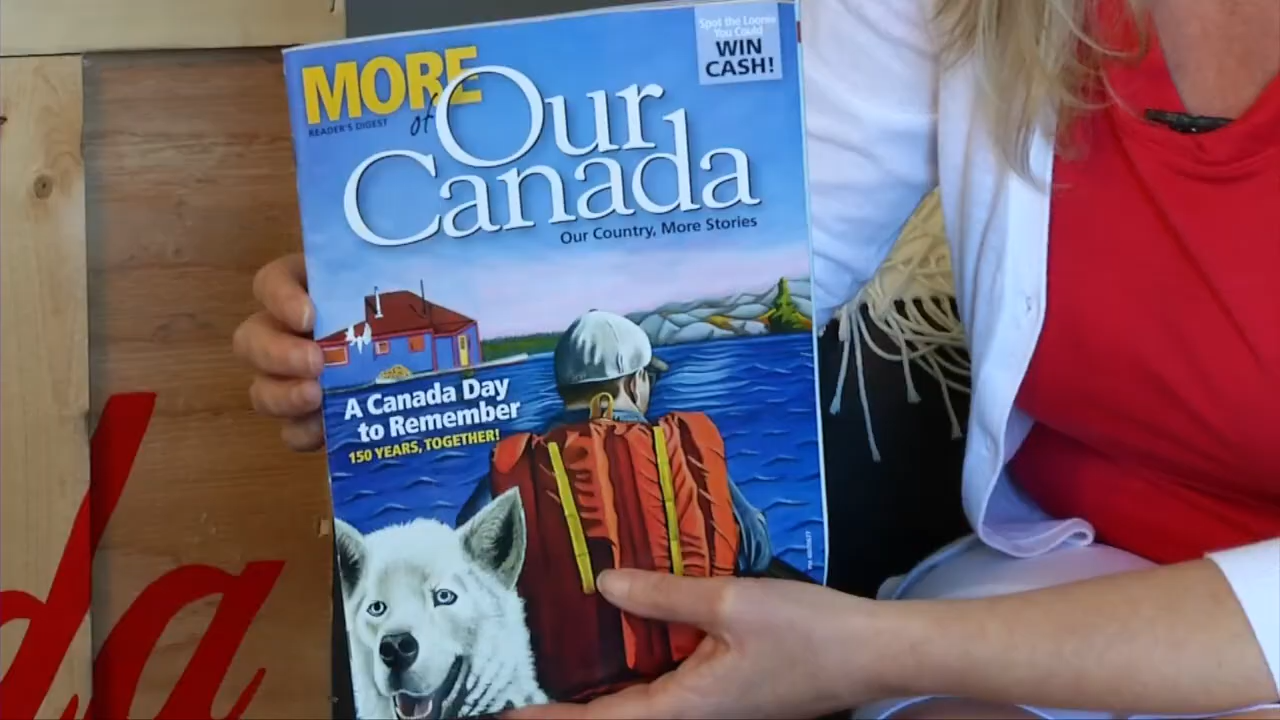 Spot the Loonie
You Could
WIN
CASH!
MORE
READER'S DIGEST
of Our
Canada
Our Country, More Stories
A Canada Day
to Remember
150 YEARS, TOGETHER!
da